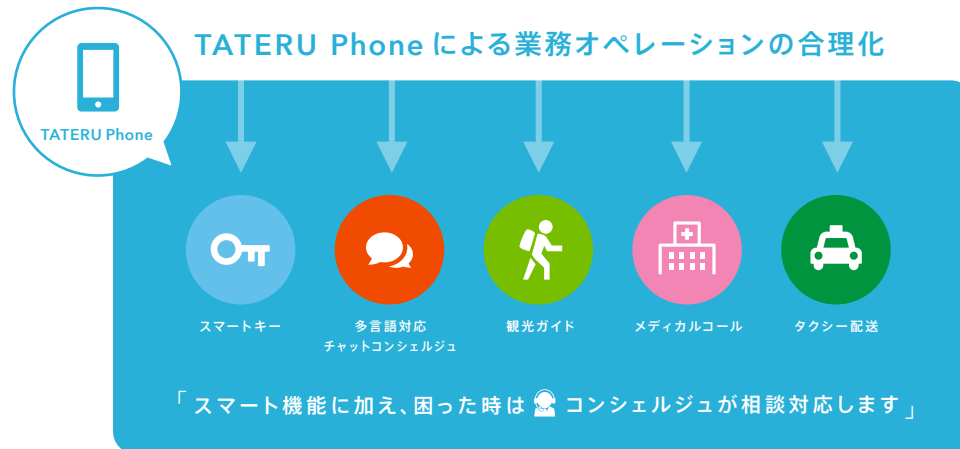 TATERU Phone による業務オペレーションの合理化
TATERU Phone
スマートキー
多言語対応
チャットコンシェルジュ
観光ガイド
メディカルコール
タクシー配送
「スマート機能に加え、困った時は コンシェルジュが相談対応します」